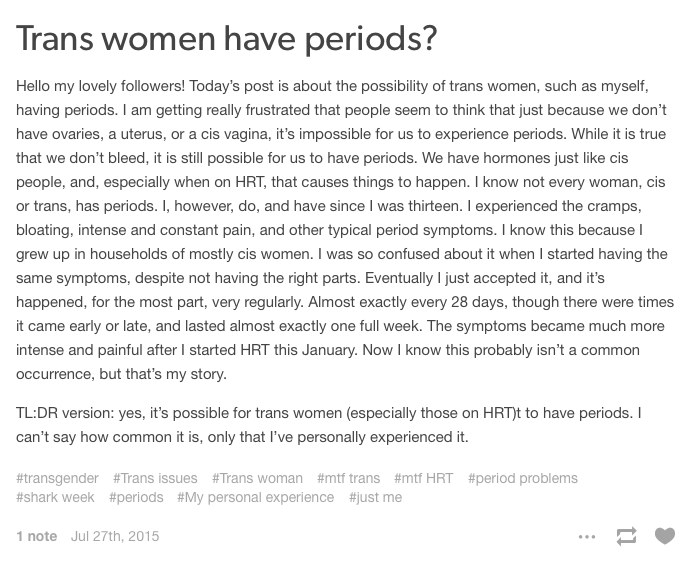 Trans women have periods?
Hello my lovely followers! Today's post is about the possibility of trans women, such as myself,
having periods. I am getting really frustrated that people seem to think that just because we don't
have ovaries, a uterus, or a cis vagina, it's impossible for us to experience periods. While it is true
that we don't bleed, it is still possible for us to have periods. We have hormones just like cis
people, and, especially when on HRT, that causes things to happen. I know not every woman, cis
or trans, has periods. I, however, do, and have since I was thirteen. I experienced the cramps,
bloating, intense and constant pain, and other typical period symptoms. I know this because I
grew up in households of mostly cis women. I was so confused about it when I started having the
same symptoms, despite not having the right parts. Eventually I just accepted it, and it's
happened, for the most part, very regularly. Almost exactly every 28 days, though there were times
it came early or late, and lasted almost exactly one full week. The symptoms became much more
intense and painful after I started HRT this January. Now I know this probably isn't a common
occurrence, but that's my story.
TL:DR version: yes, it's possible for trans women (especially those on HRT)t to have periods. I
can't say how common it is, only that I've personally experienced it.
#transgender #Trans issues #Trans woman #mtf trans #mtf HRT #period problems
#shark week #periods #My personal experience #just me
1 note Jul 27th, 2015